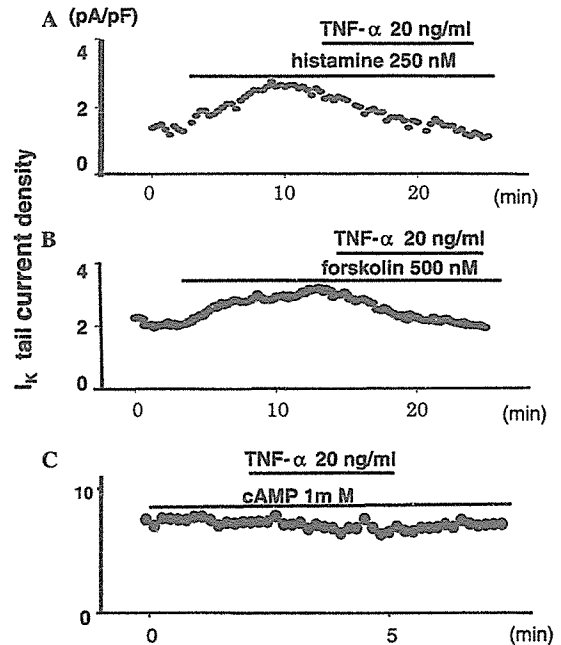 A (pA/pF)
TNF-α 20 ng/ml
histamine 250 nM
4
2
0
0 10 20 (min)
I_K tail current density
B
TNF-α 20 ng/ml
forskolin 500 nM
4
2
0
0 10 20 (min)
C
TNF-α 20 ng/ml
cAMP 1m M
10
0
0 5 (min)